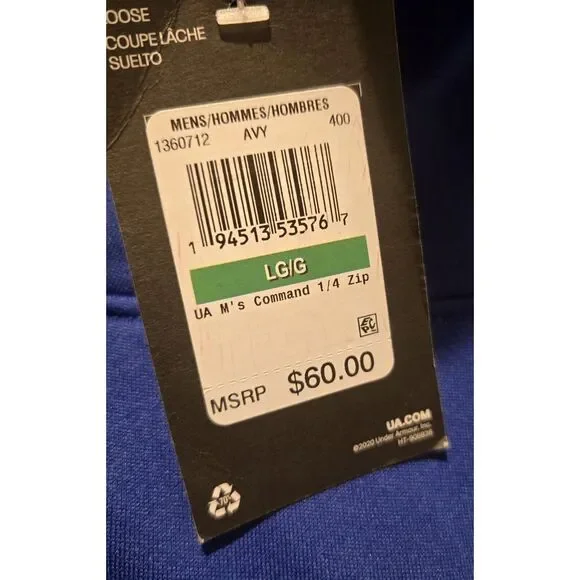 OOSE
COUPE LÂCHE
SUELTO
MENS/HOMMES/HOMBRES
1360712 AVY 400
1 94513 53576 7
LG/G
UA M's Command 1/4 Zip
EPC
MSRP $60.00
UA.COM
©2020 Under Armour, Inc.